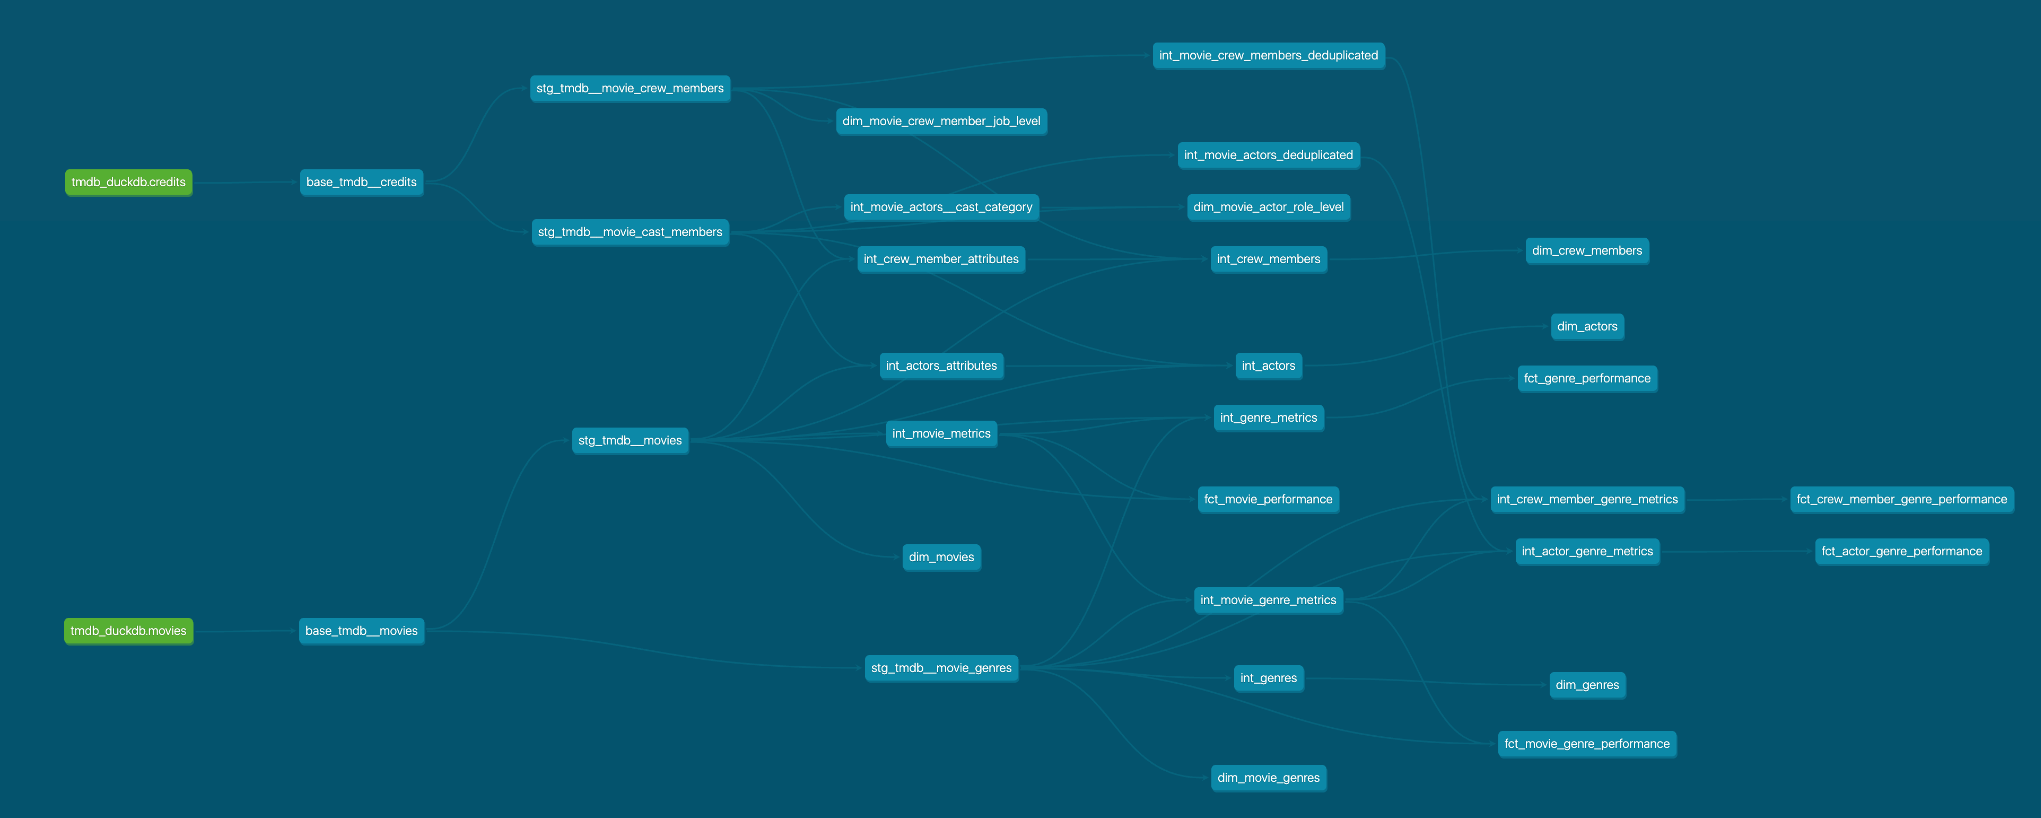 int_movie_crew_members_deduplicated
stg_tmdb__movie_crew_members
dim_movie_crew_member_job_level
int_movie_actors_deduplicated
tmdb_duckdb.credits
base_tmdb__credits
int_movie_actors__cast_category
dim_movie_actor_role_level
stg_tmdb__movie_cast_members
dim_crew_members
int_crew_member_attributes
int_crew_members
dim_actors
int_actors_attributes
int_actors
fct_genre_performance
int_genre_metrics
int_movie_metrics
stg_tmdb__movies
fct_movie_performance
int_crew_member_genre_metrics
fct_crew_member_genre_performance
int_actor_genre_metrics
fct_actor_genre_performance
dim_movies
int_movie_genre_metrics
tmdb_duckdb.movies
base_tmdb__movies
stg_tmdb__movie_genres
int_genres
dim_genres
fct_movie_genre_performance
dim_movie_genres